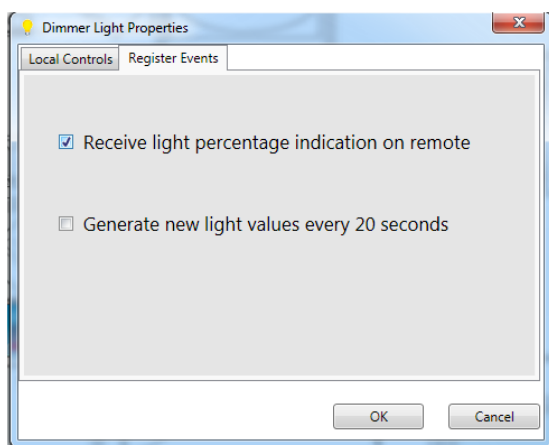 Dimmer Light Properties
Local Controls Register Events
Receive light percentage indication on remote
Generate new light values every 20 seconds
OK Cancel